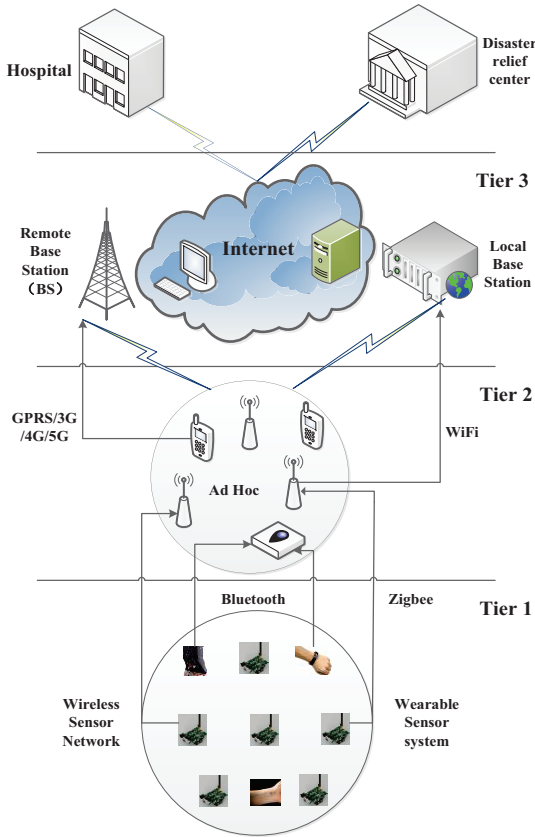 Hospital
Disaster
relief
center
Tier 3
Remote
Base
Station
（BS）
Internet
Local
Base
Station
Tier 2
GPRS/3G
/4G/5G
WiFi
Ad Hoc
Bluetooth
Zigbee
Tier 1
Wireless
Sensor
Network
Wearable
Sensor
system